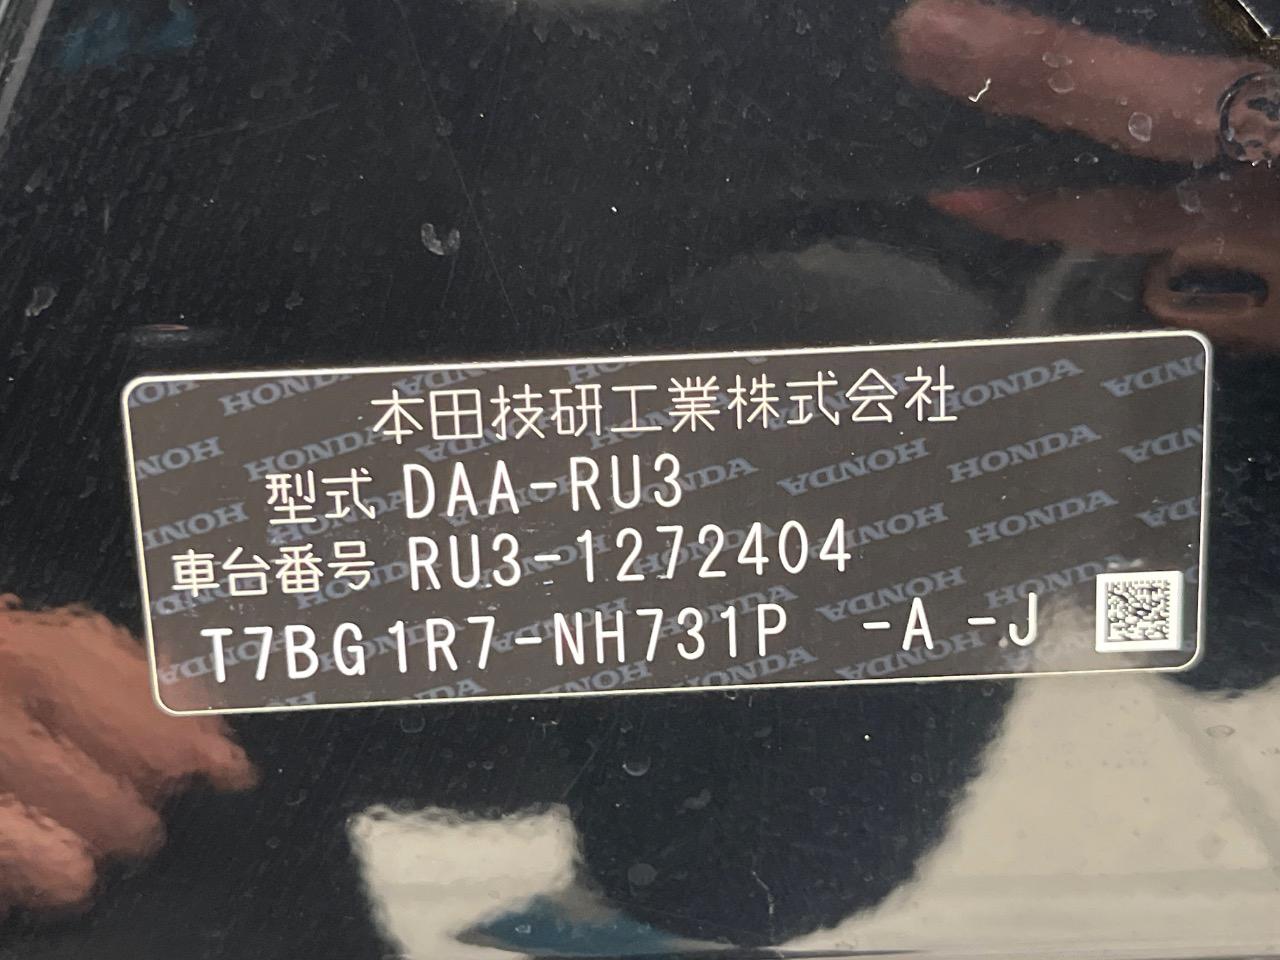 本田技研工業株式会社
型式 DAA-RU3
車台番号 RU3-1272404
T7BG1R7-NH731P -A -J